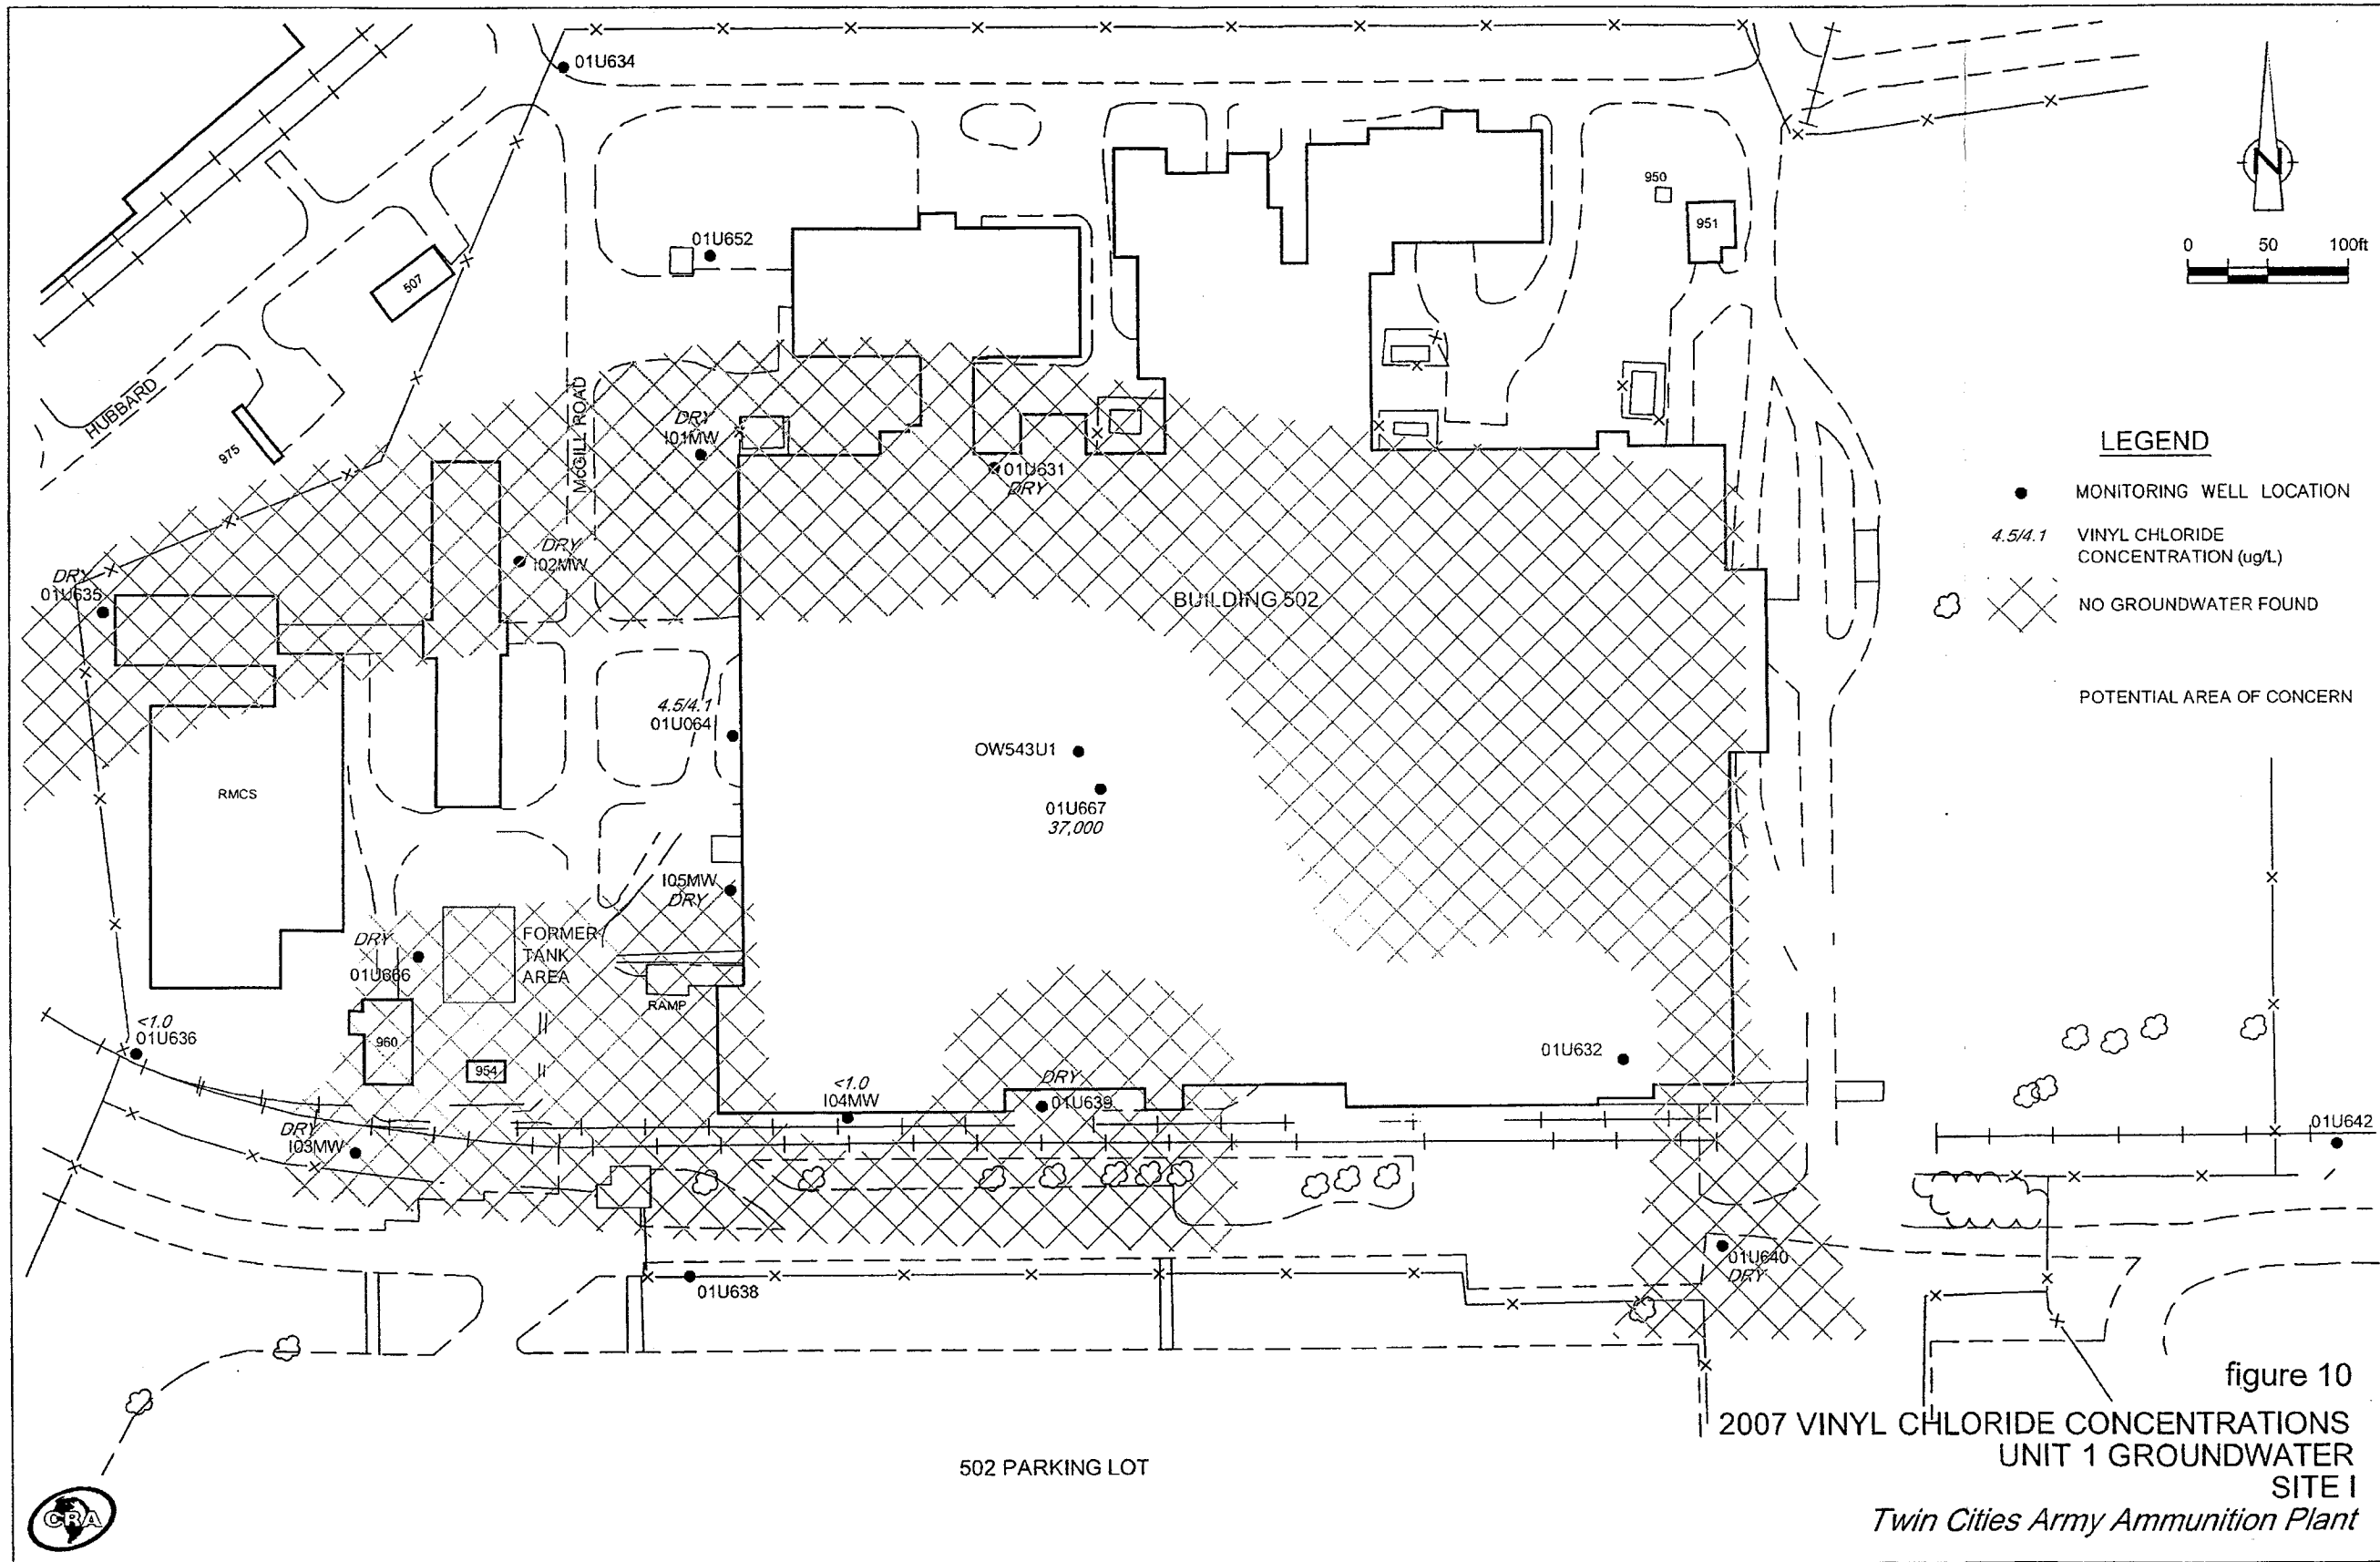 01U634
01U652
950
951
507
N
0 50 100ft
HUBBARD
975
McGILL ROAD
DRY
I01MW
01U631
DRY
LEGEND
MONITORING WELL LOCATION
4.5/4.1 VINYL CHLORIDE
CONCENTRATION (ug/L)
NO GROUNDWATER FOUND
POTENTIAL AREA OF CONCERN
DRY
I02MW
DRY
01U635
BUILDING 502
4.5/4.1
01U064
OW543U1
01U667
37,000
RMCS
I05MW
DRY
DRY
01U666
FORMER
TANK
AREA
RAMP
<1.0
01U636
960
954
01U632
<1.0
I04MW
DRY
01U639
DRY
I03MW
01U642
01U640
DRY
01U638
502 PARKING LOT
figure 10
2007 VINYL CHLORIDE CONCENTRATIONS
UNIT 1 GROUNDWATER
SITE I
Twin Cities Army Ammunition Plant
CRA